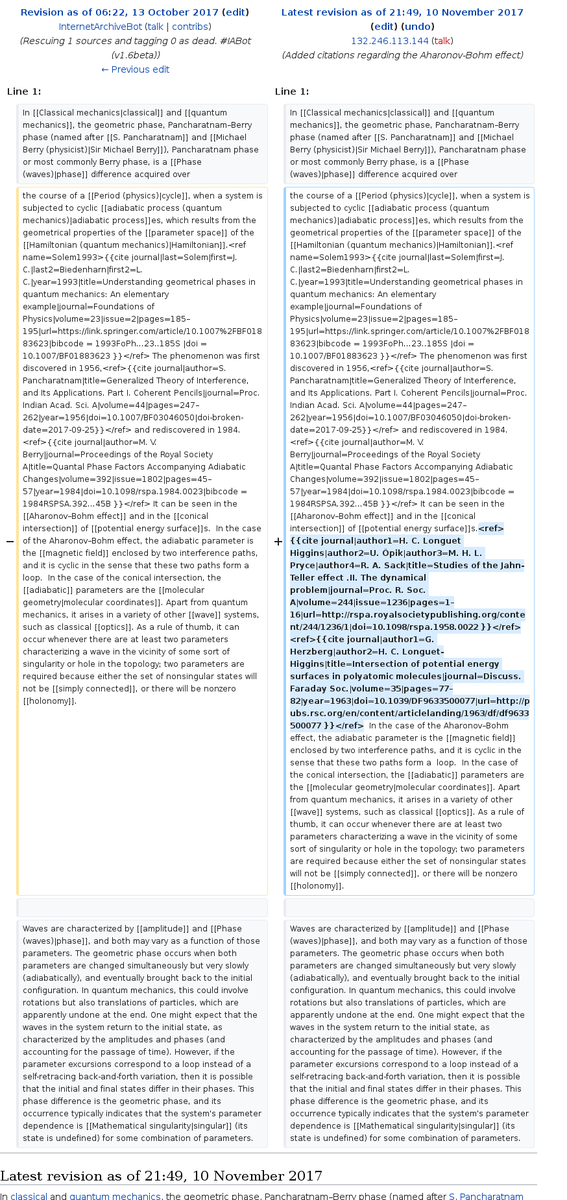 Revision as of 06:22, 13 October 2017 (edit)
InternetArchiveBot (talk | contribs)
(Rescuing 1 sources and tagging 0 as dead. #IABot
(v1.6beta))
← Previous edit
Latest revision as of 21:49, 10 November 2017
(edit) (undo)
132.246.113.144 (talk)
(Added citations regarding the Aharonov-Bohm effect)
Line 1:
Line 1:
In [[Classical mechanics|classical]] and [[quantum
mechanics]], the geometric phase, Pancharatnam–Berry
phase (named after [[S. Pancharatnam]] and [[Michael
Berry (physicist)|Sir Michael Berry]]), Pancharatnam phase
or most commonly Berry phase, is a [[Phase
(waves)|phase]] difference acquired over
In [[Classical mechanics|classical]] and [[quantum
mechanics]], the geometric phase, Pancharatnam–Berry
phase (named after [[S. Pancharatnam]] and [[Michael
Berry (physicist)|Sir Michael Berry]]), Pancharatnam phase
or most commonly Berry phase, is a [[Phase
(waves)|phase]] difference acquired over
−
the course of a [[Period (physics)|cycle]], when a system is
subjected to cyclic [[adiabatic process (quantum
mechanics)|adiabatic process]]es, which results from the
geometrical properties of the [[parameter space]] of the
[[Hamiltonian (quantum mechanics)|Hamiltonian]].<ref
name=Solem1993>{{cite journal|last=Solem|first=J.
C.|last2=Biedenharn|first2=L.
C.|year=1993|title=Understanding geometrical phases in
quantum mechanics: An elementary
example|journal=Foundations of
Physics|volume=23|issue=2|pages=185–
195|url=https://link.springer.com/article/10.1007%2FBF018
83623|bibcode = 1993FoPh...23..185S |doi =
10.1007/BF01883623 }}</ref> The phenomenon was first
discovered in 1956,<ref>{{cite journal|author=S.
Pancharatnam|title=Generalized Theory of Interference,
and Its Applications. Part I. Coherent Pencils|journal=Proc.
Indian Acad. Sci. A|volume=44|pages=247–
262|year=1956|doi=10.1007/BF03046050|doi-broken-
date=2017-09-25}}</ref> and rediscovered in 1984.
<ref>{{cite journal|author=M. V.
Berry|journal=Proceedings of the Royal Society
A|title=Quantal Phase Factors Accompanying Adiabatic
Changes|volume=392|issue=1802|pages=45–
57|year=1984|doi=10.1098/rspa.1984.0023|bibcode =
1984RSPSA.392...45B }}</ref> It can be seen in the
[[Aharonov–Bohm effect]] and in the [[conical
intersection]] of [[potential energy surface]]s.  In the case
of the Aharonov–Bohm effect, the adiabatic parameter is
the [[magnetic field]] enclosed by two interference paths,
and it is cyclic in the sense that these two paths form a
loop.  In the case of the conical intersection, the
[[adiabatic]] parameters are the [[molecular
geometry|molecular coordinates]]. Apart from quantum
mechanics, it arises in a variety of other [[wave]] systems,
such as classical [[optics]]. As a rule of thumb, it can
occur whenever there are at least two parameters
characterizing a wave in the vicinity of some sort of
singularity or hole in the topology; two parameters are
required because either the set of nonsingular states will
not be [[simply connected]], or there will be nonzero
[[holonomy]].
+
the course of a [[Period (physics)|cycle]], when a system is
subjected to cyclic [[adiabatic process (quantum
mechanics)|adiabatic process]]es, which results from the
geometrical properties of the [[parameter space]] of the
[[Hamiltonian (quantum mechanics)|Hamiltonian]].<ref
name=Solem1993>{{cite journal|last=Solem|first=J.
C.|last2=Biedenharn|first2=L.
C.|year=1993|title=Understanding geometrical phases in
quantum mechanics: An elementary
example|journal=Foundations of
Physics|volume=23|issue=2|pages=185–
195|url=https://link.springer.com/article/10.1007%2FBF018
83623|bibcode = 1993FoPh...23..185S |doi =
10.1007/BF01883623 }}</ref> The phenomenon was first
discovered in 1956,<ref>{{cite journal|author=S.
Pancharatnam|title=Generalized Theory of Interference,
and Its Applications. Part I. Coherent Pencils|journal=Proc.
Indian Acad. Sci. A|volume=44|pages=247–
262|year=1956|doi=10.1007/BF03046050|doi-broken-
date=2017-09-25}}</ref> and rediscovered in 1984.
<ref>{{cite journal|author=M. V.
Berry|journal=Proceedings of the Royal Society
A|title=Quantal Phase Factors Accompanying Adiabatic
Changes|volume=392|issue=1802|pages=45–
57|year=1984|doi=10.1098/rspa.1984.0023|bibcode =
1984RSPSA.392...45B }}</ref> It can be seen in the
[[Aharonov–Bohm effect]] and in the [[conical
intersection]] of [[potential energy surface]]s.<ref>
{{cite journal|author1=H. C. Longuet
Higgins|author2=U. Öpik|author3=M. H. L.
Pryce|author4=R. A. Sack|title=Studies of the Jahn-
Teller effect .II. The dynamical
problem|journal=Proc. R. Soc.
A|volume=244|issue=1236|pages=1–
16|url=http://rspa.royalsocietypublishing.org/conte
nt/244/1236/1|doi=10.1098/rspa.1958.0022 }}</ref>
<ref>{{cite journal|author1=G.
Herzberg|author2=H. C. Longuet-
Higgins|title=Intersection of potential energy
surfaces in polyatomic molecules|journal=Discuss.
Faraday Soc.|volume=35|pages=77–
82|year=1963|doi=10.1039/DF9633500077|url=http://p
ubs.rsc.org/en/content/articlelanding/1963/df/df9633
500077 }}</ref>  In the case of the Aharonov–Bohm
effect, the adiabatic parameter is the [[magnetic field]]
enclosed by two interference paths, and it is cyclic in the
sense that these two paths form a  loop.  In the case of
the conical intersection, the [[adiabatic]] parameters are
the [[molecular geometry|molecular coordinates]]. Apart
from quantum mechanics, it arises in a variety of other
[[wave]] systems, such as classical [[optics]]. As a rule of
thumb, it can occur whenever there are at least two
parameters characterizing a wave in the vicinity of some
sort of singularity or hole in the topology; two parameters
are required because either the set of nonsingular states
will not be [[simply connected]], or there will be nonzero
[[holonomy]].
Waves are characterized by [[amplitude]] and [[Phase
(waves)|phase]], and both may vary as a function of those
parameters. The geometric phase occurs when both
parameters are changed simultaneously but very slowly
(adiabatically), and eventually brought back to the initial
configuration. In quantum mechanics, this could involve
rotations but also translations of particles, which are
apparently undone at the end. One might expect that the
waves in the system return to the initial state, as
characterized by the amplitudes and phases (and
accounting for the passage of time). However, if the
parameter excursions correspond to a loop instead of a
self-retracing back-and-forth variation, then it is possible
that the initial and final states differ in their phases. This
phase difference is the geometric phase, and its
occurrence typically indicates that the system's parameter
dependence is [[Mathematical singularity|singular]] (its
state is undefined) for some combination of parameters.
Waves are characterized by [[amplitude]] and [[Phase
(waves)|phase]], and both may vary as a function of those
parameters. The geometric phase occurs when both
parameters are changed simultaneously but very slowly
(adiabatically), and eventually brought back to the initial
configuration. In quantum mechanics, this could involve
rotations but also translations of particles, which are
apparently undone at the end. One might expect that the
waves in the system return to the initial state, as
characterized by the amplitudes and phases (and
accounting for the passage of time). However, if the
parameter excursions correspond to a loop instead of a
self-retracing back-and-forth variation, then it is possible
that the initial and final states differ in their phases. This
phase difference is the geometric phase, and its
occurrence typically indicates that the system's parameter
dependence is [[Mathematical singularity|singular]] (its
state is undefined) for some combination of parameters.
Latest revision as of 21:49, 10 November 2017
In classical and quantum mechanics, the geometric phase, Pancharatnam–Berry phase (named after S. Pancharatnam